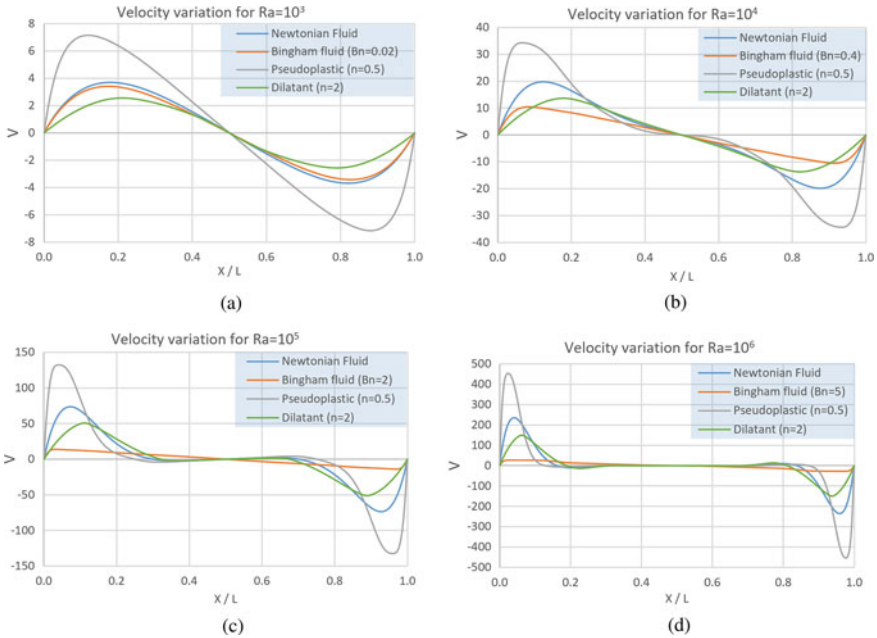 Velocity variation for Ra=10³
8
6
4
2
0
-2
-4
-6
-8
V
0.0 0.2 0.4 0.6 0.8 1.0
X / L
Newtonian Fluid
Bingham fluid (Bn=0.02)
Pseudoplastic (n=0.5)
Dilatant (n=2)
(a)
Velocity variation for Ra=10⁴
40
30
20
10
0
-10
-20
-30
-40
V
0.0 0.2 0.4 0.6 0.8 1.0
X / L
Newtonian Fluid
Bingham fluid (Bn=0.4)
Pseudoplastic (n=0.5)
Dilatant (n=2)
(b)
Velocity variation for Ra=10⁵
150
100
50
0
-50
-100
-150
V
0.0 0.2 0.4 0.6 0.8 1.0
X / L
Newtonian Fluid
Bingham fluid (Bn=2)
Pseudoplastic (n=0.5)
Dilatant (n=2)
(c)
Velocity variation for Ra=10⁶
500
400
300
200
100
0
-100
-200
-300
-400
-500
V
0.0 0.2 0.4 0.6 0.8 1.0
X / L
Newtonian Fluid
Bingham fluid (Bn=5)
Pseudoplastic (n=0.5)
Dilatant (n=2)
(d)